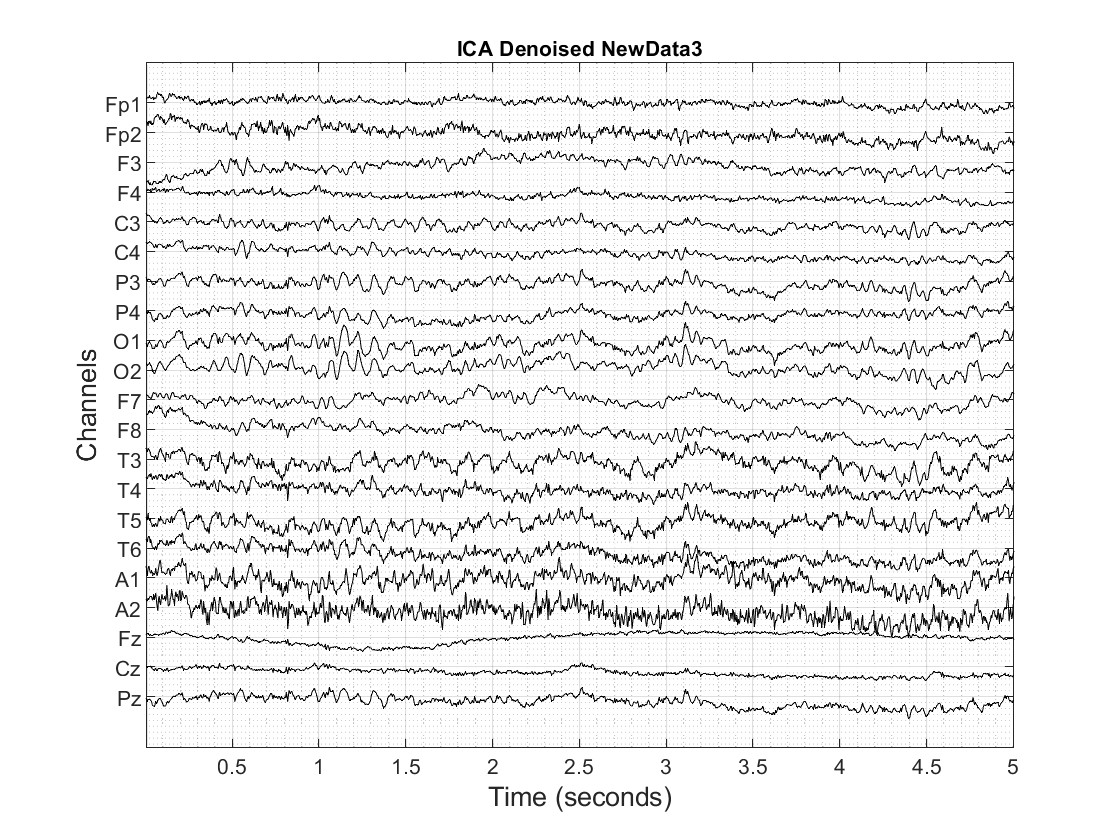 ICA Denoised NewData3
Channels
Fp1
Fp2
F3
F4
C3
C4
P3
P4
O1
O2
F7
F8
T3
T4
T5
T6
A1
A2
Fz
Cz
Pz
0.5 1 1.5 2 2.5 3 3.5 4 4.5 5
Time (seconds)